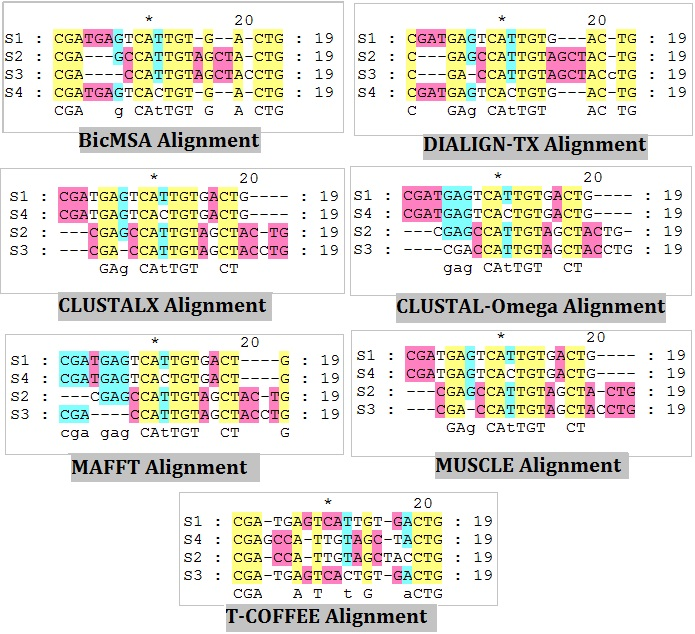 * 20
S1 : CGATGAGTCATTGT-G--A-CTG : 19
S2 : CGA---GCCATTGTAGCTA-CTG : 19
S3 : CGA----CCATTGTAGCTACCTG : 19
S4 : CGATGAGTCACTGT-G--A-CTG : 19
CGA g CAtTGT G A CTG
BicMSA Alignment
* 20
S1 : CGATGAGTCATTGTG---AC-TG : 19
S2 : C---GAGCCATTGTAGCTAC-TG : 19
S3 : C---GA-CCATTGTAGCTACcTG : 19
S4 : CGATGAGTCACTGTG---AC-TG : 19
C GAg CAtTGT AC TG
DIALIGN-TX Alignment
* 20
S1 : CGATGAGTCATTGTGACTG---- : 19
S4 : CGATGAGTCACTGTGACTG---- : 19
S2 : ---CGAGCCATTGTAGCTAC-TG : 19
S3 : ---CGA-CCATTGTAGCTACCTG : 19
GAg CAtTGT CT
CLUSTALX Alignment
* 20
S1 : CGATGAGTCATTGTGACTG---- : 19
S4 : CGATGAGTCACTGTGACTG---- : 19
S2 : ---CGAGCCATTGTAGCTACTG- : 19
S3 : ----CGACCATTGTAGCTACCTG : 19
gag CAtTGT CT
CLUSTAL-Omega Alignment
* 20
S1 : CGATGAGTCATTGTGACT----G : 19
S4 : CGATGAGTCACTGTGACT----G : 19
S2 : ---CGAGCCATTGTAGCTAC-TG : 19
S3 : CGA----CCATTGTAGCTACCTG : 19
cga gag CAtTGT CT G
MAFFT Alignment
* 20
S1 : CGATGAGTCATTGTGACTG---- : 19
S4 : CGATGAGTCACTGTGACTG---- : 19
S2 : ---CGAGCCATTGTAGCTA-CTG : 19
S3 : ---CGA-CCATTGTAGCTACCTG : 19
GAg CAtTGT CT
MUSCLE Alignment
* 20
S1 : CGA-TGAGTCATTGT-GACTG : 19
S4 : CGAGCCA-TTGTAGC-TACTG : 19
S2 : CGA-CCA-TTGTAGCTACCTG : 19
S3 : CGA-TGAGTCACTGT-GACTG : 19
CGA A T t G aCTG
T-COFFEE Alignment